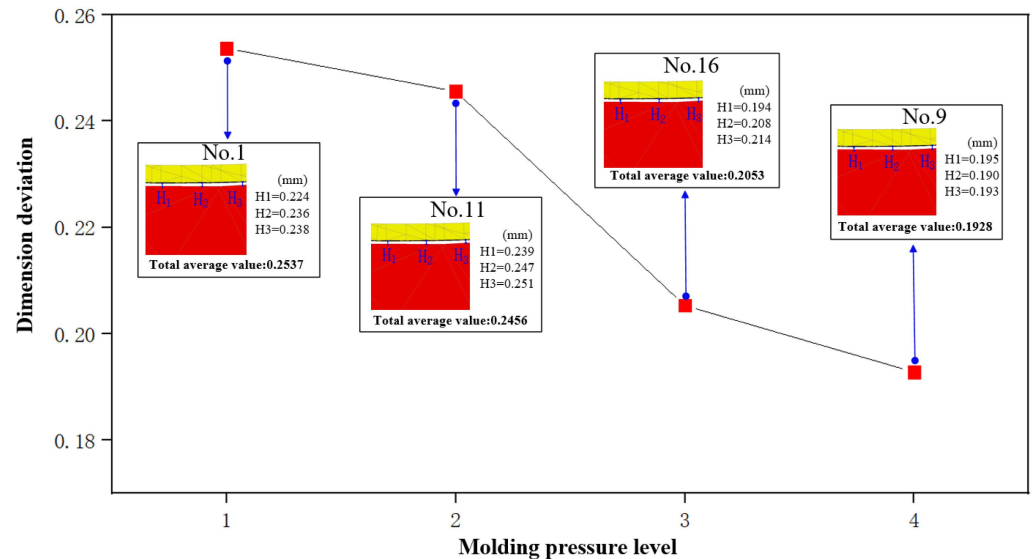 0.26
0.24
0.22
0.20
0.18
Dimension deviation
No.1
(mm)
H1=0.224
H2=0.236
H3=0.238
H₁ H₂ H₃
Total average value:0.2537
No.11
(mm)
H1=0.239
H2=0.247
H3=0.251
H₁ H₂ H₃
Total average value:0.2456
No.16
(mm)
H1=0.194
H2=0.208
H3=0.214
H₁ H₂ H₃
Total average value:0.2053
No.9
(mm)
H1=0.195
H2=0.190
H3=0.193
H₁ H₂ H₃
Total average value:0.1928
1 2 3 4
Molding pressure level